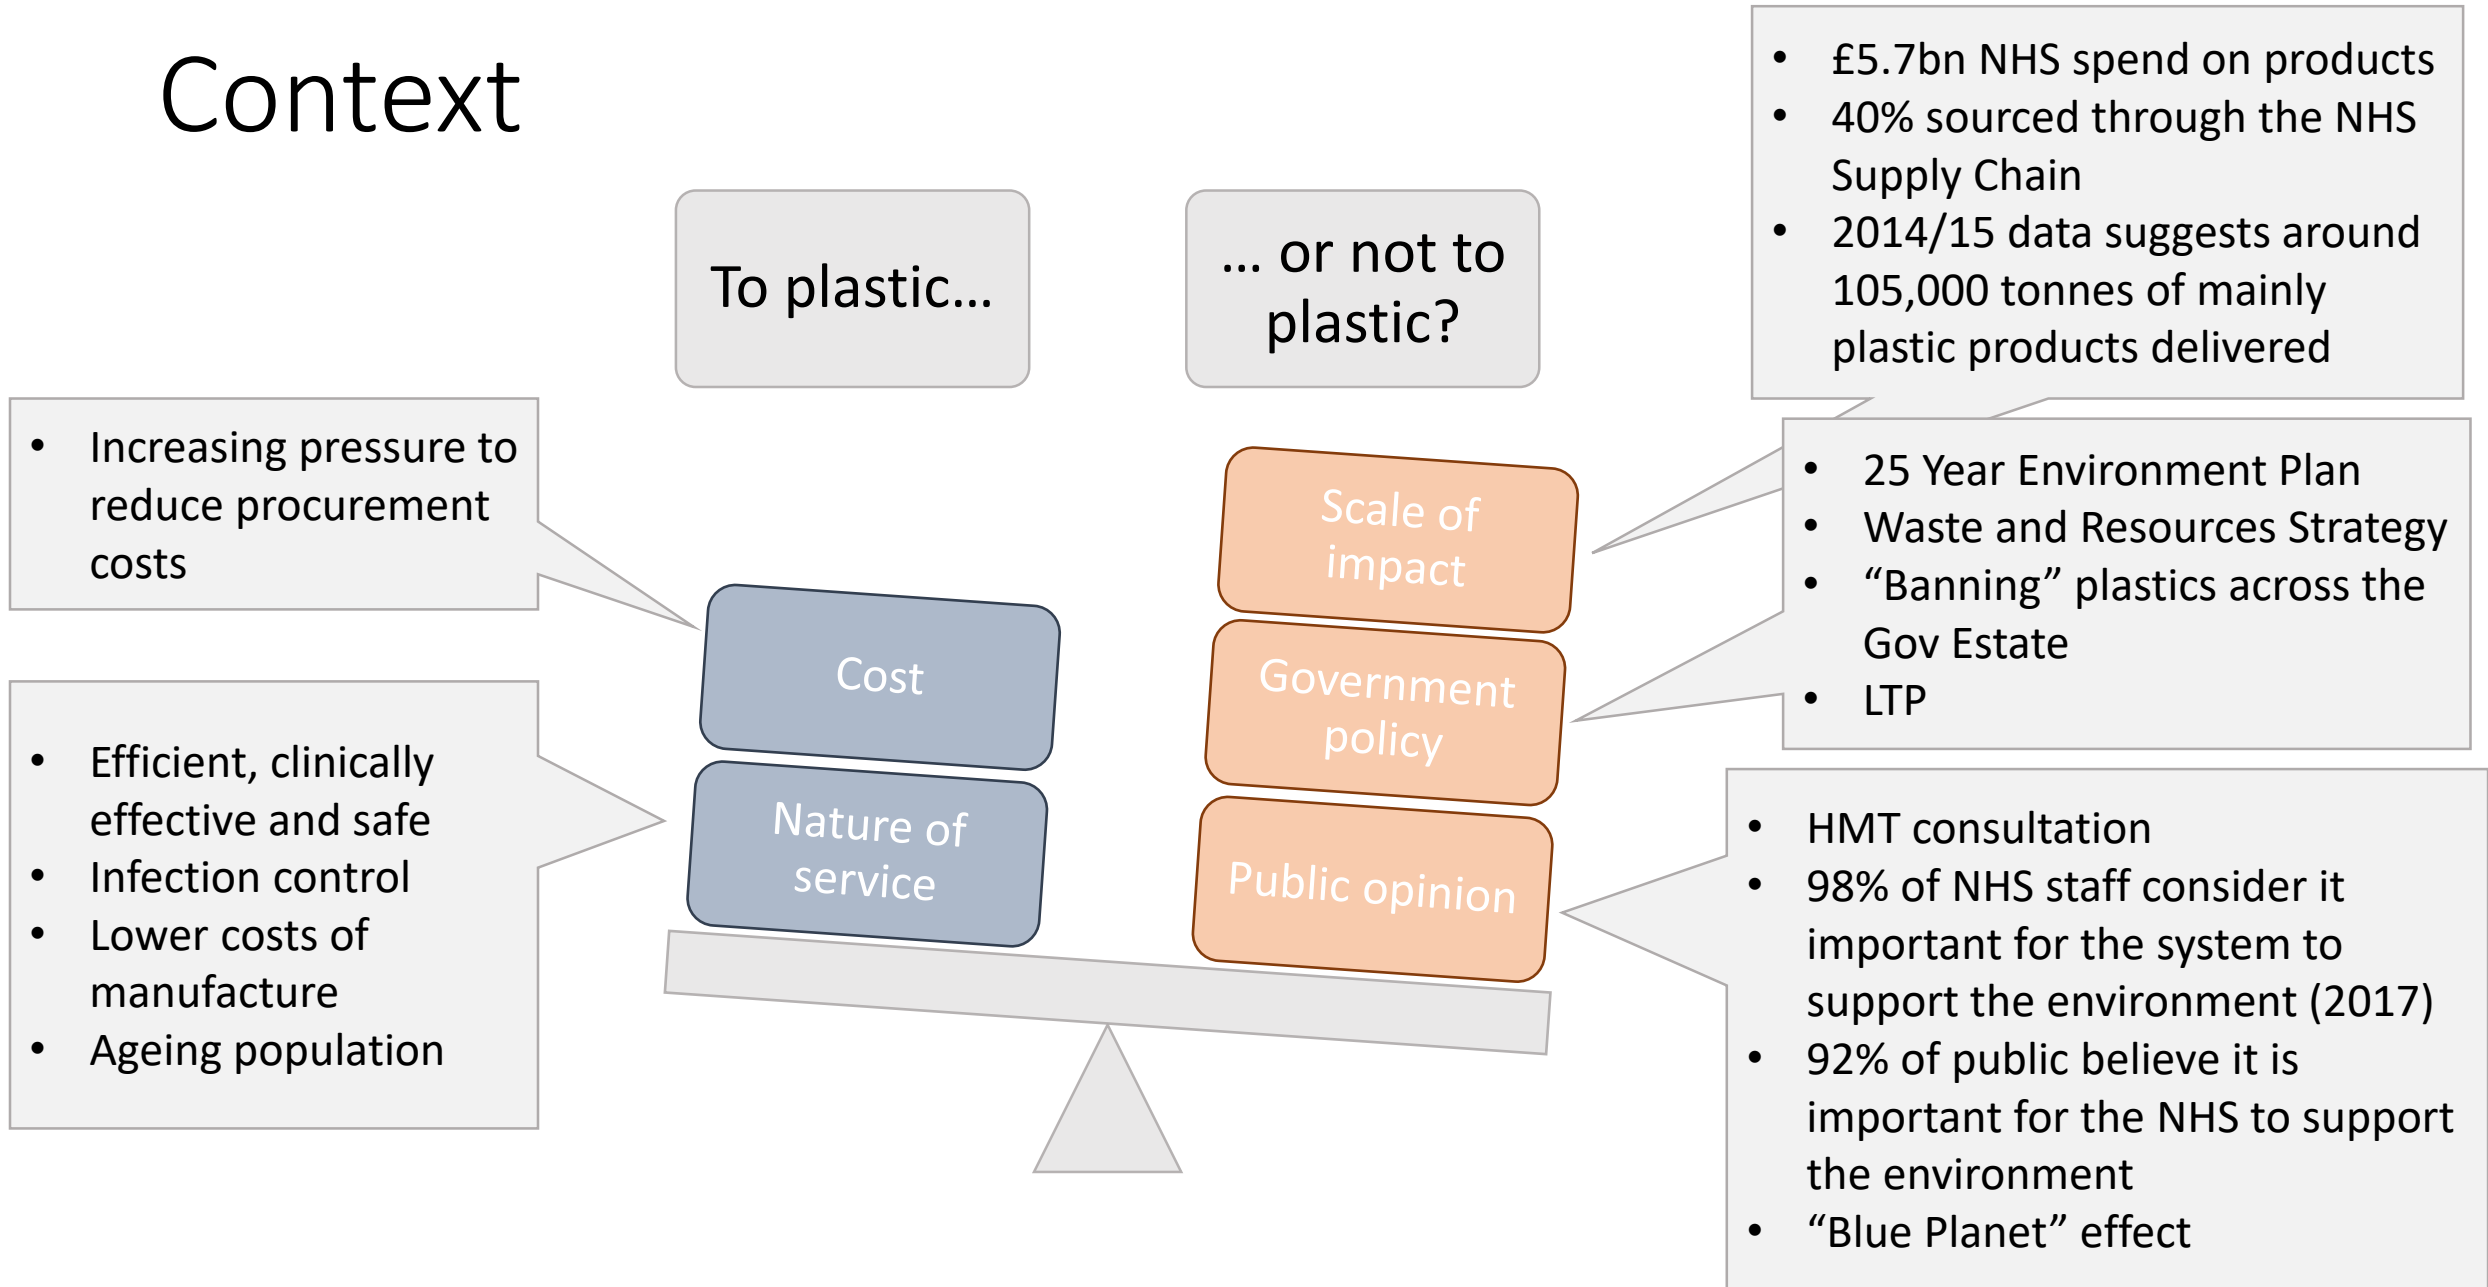 Context
To plastic...
... or not to
plastic?
• Increasing pressure to
reduce procurement
costs
• Efficient, clinically
effective and safe
• Infection control
• Lower costs of
manufacture
• Ageing population
Cost
Nature of
service
Scale of
impact
Government
policy
Public opinion
• £5.7bn NHS spend on products
• 40% sourced through the NHS
Supply Chain
• 2014/15 data suggests around
105,000 tonnes of mainly
plastic products delivered
• 25 Year Environment Plan
• Waste and Resources Strategy
• “Banning” plastics across the
Gov Estate
• LTP
• HMT consultation
• 98% of NHS staff consider it
important for the system to
support the environment (2017)
• 92% of public believe it is
important for the NHS to support
the environment
• “Blue Planet” effect